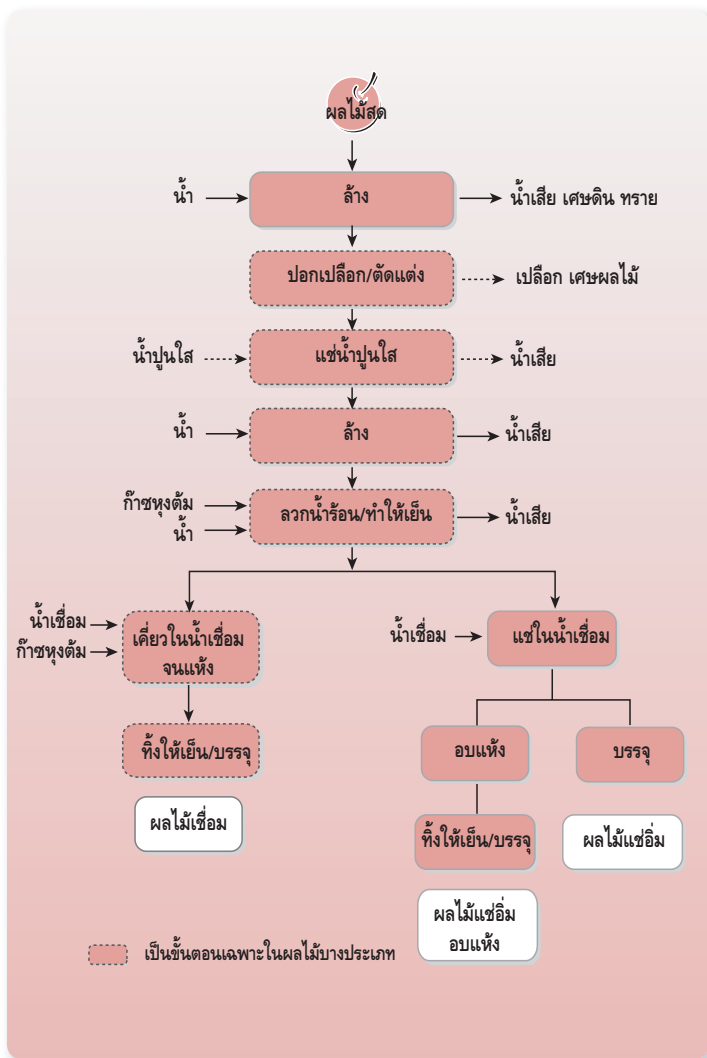 ผลไม้สด
น้ำ
ล้าง
น้ำเสีย เศษดิน ทราย
ปอกเปลือก/ตัดแต่ง
เปลือก เศษผลไม้
น้ำปูนใส
แช่น้ำปูนใส
น้ำเสีย
น้ำ
ล้าง
น้ำเสีย
ก๊าซหุงต้ม
น้ำ
ลวกน้ำร้อน/ทำให้เย็น
น้ำเสีย
น้ำเชื่อม
ก๊าซหุงต้ม
เคี่ยวในน้ำเชื่อม
จนแห้ง
น้ำเชื่อม
แช่ในน้ำเชื่อม
ทิ้งให้เย็น/บรรจุ
อบแห้ง
บรรจุ
ผลไม้เชื่อม
ทิ้งให้เย็น/บรรจุ
ผลไม้แช่อิ่ม
ผลไม้แช่อิ่ม
อบแห้ง
เป็นขั้นตอนเฉพาะในผลไม้บางประเภท